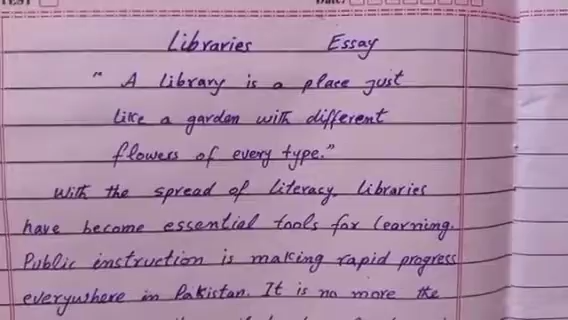 Date:
Libraries Essay
" A library is a place just
like a garden with different
flowers of every type."
With the spread of literacy, libraries
have become essential tools for learning.
Public instruction is making rapid progress
everywhere in Pakistan. It is no more the